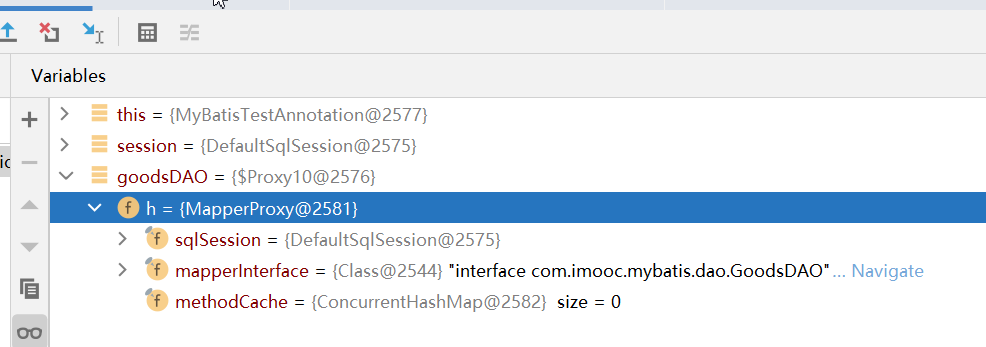 Variables
this = {MyBatisTestAnnotation@2577}
session = {DefaultSqlSession@2575}
goodsDAO = {$Proxy10@2576}
h = {MapperProxy@2581}
sqlSession = {DefaultSqlSession@2575}
mapperInterface = {Class@2544} "interface com.imooc.mybatis.dao.GoodsDAO"... Navigate
methodCache = {ConcurrentHashMap@2582} size = 0